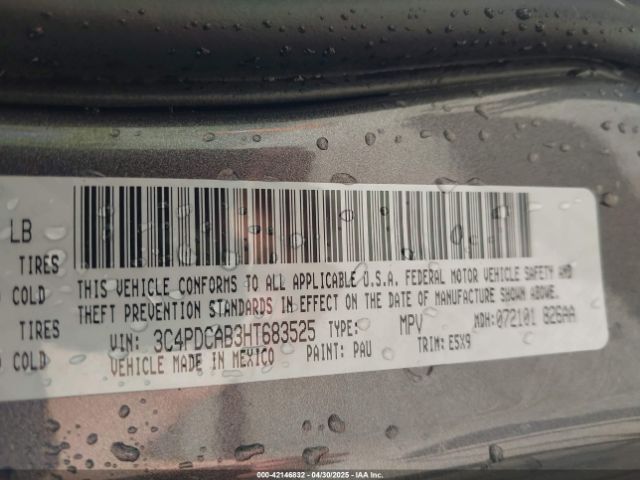 LB
TIRES
COLD
TIRES
COLD
THIS VEHICLE CONFORMS TO ALL APPLICABLE U.S.A. FEDERAL MOTOR VEHICLE SAFETY AND
THEFT PREVENTION STANDARDS IN EFFECT ON THE DATE OF MANUFACTURE SHOWN ABOVE.
VIN: 3C4PDCAB3HT683525 TYPE: MPV MDH: 072101 826AA
VEHICLE MADE IN MEXICO PAINT: PAU TRIM: E5X9
000-42146832 - 04/30/2025 - IAA Inc. ©Copyright